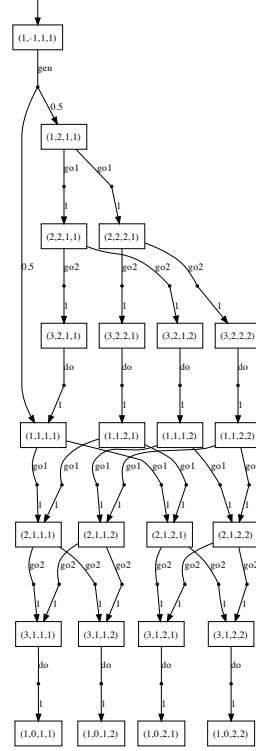 (1,-1,1,1)
gen
0.5
(1,2,1,1)
go1 go1
1 1
(2,2,1,1) (2,2,2,1)
0.5 go2 go2 go2 go2
1 1 1 1
(3,2,1,1) (3,2,2,1) (3,2,1,2) (3,2,2,2)
do do do do
1 1 1 1 1
(1,1,1,1) (1,1,2,1) (1,1,1,2) (1,1,2,2)
go1 go1 go1 go1 go1 go1 go1 go1
1 1 1 1 1 1 1 1
(2,1,1,1) (2,1,1,2) (2,1,2,1) (2,1,2,2)
go2 go2 go2 go2 go2 go2 go2 go2
1 1 1 1 1 1 1 1
(3,1,1,1) (3,1,1,2) (3,1,2,1) (3,1,2,2)
do do do do
1 1 1 1
(1,0,1,1) (1,0,1,2) (1,0,2,1) (1,0,2,2)